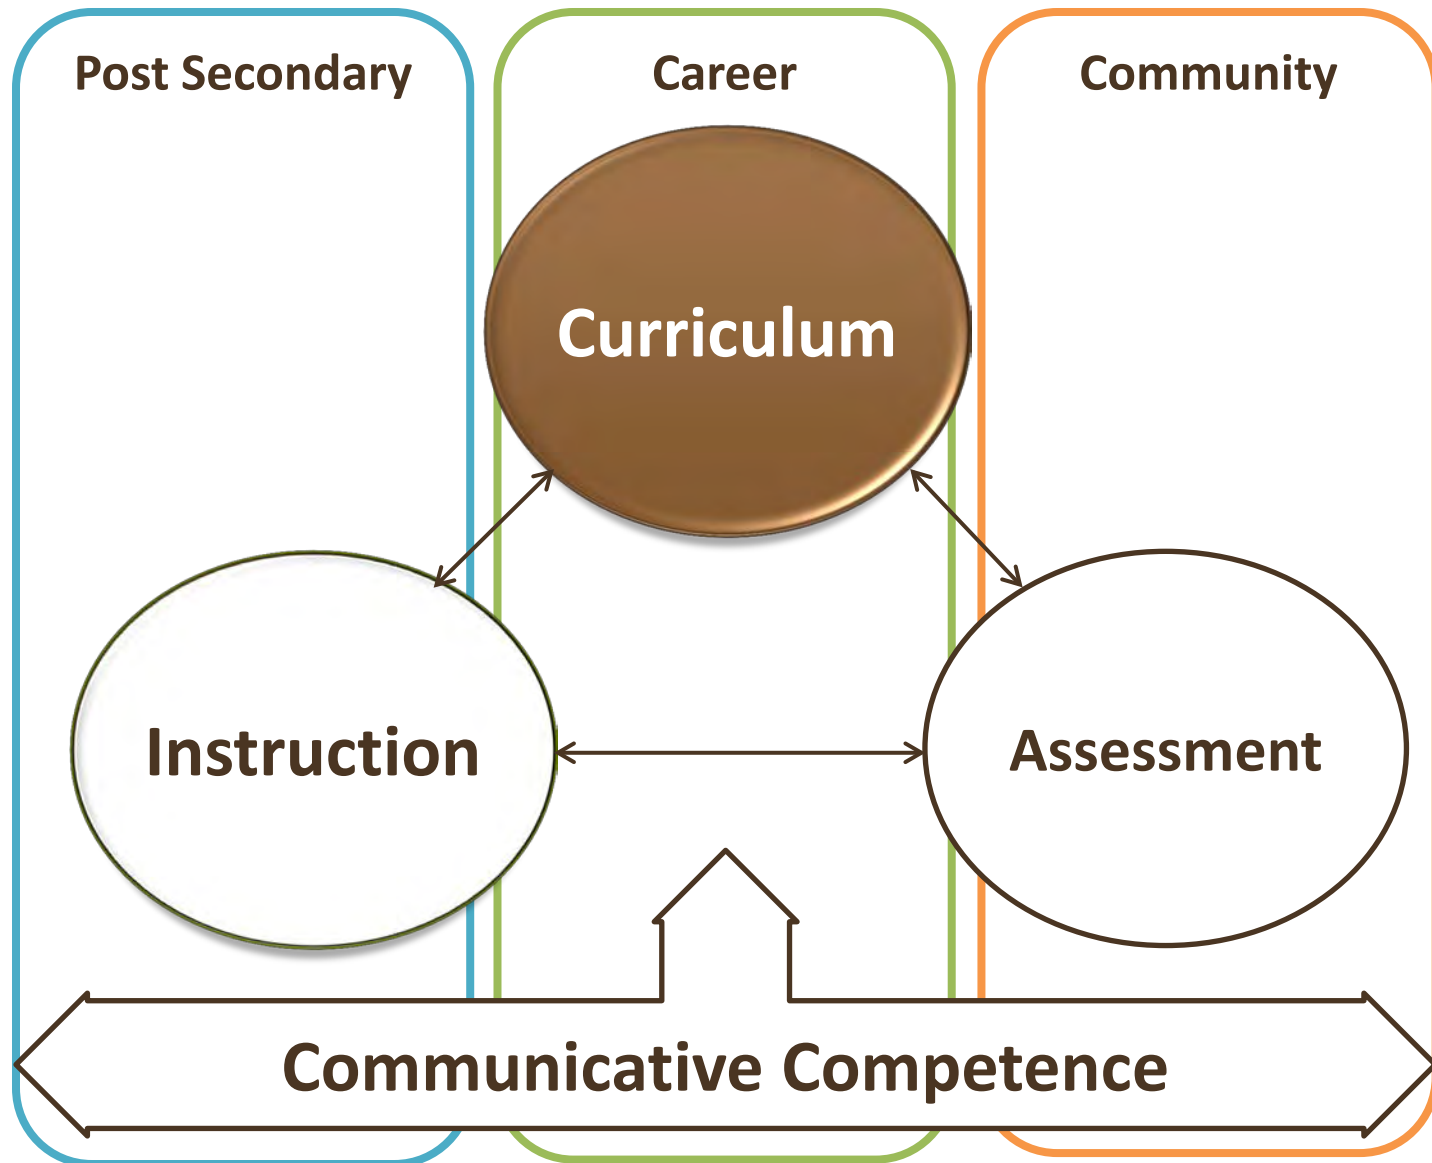 Post Secondary
Career
Community
Curriculum
Instruction
Assessment
Communicative Competence